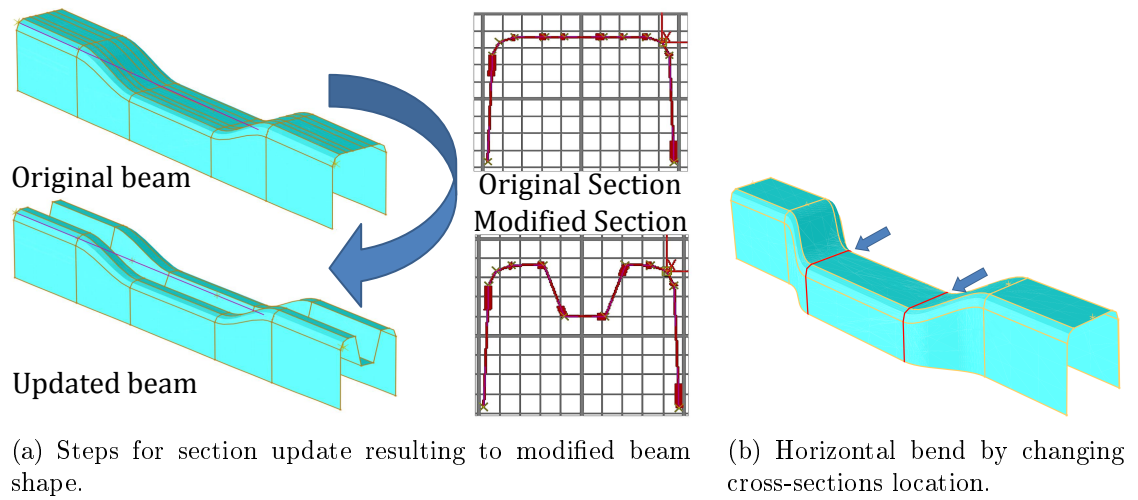 Original beam
Original Section
Modified Section
Updated beam
(a) Steps for section update resulting to modified beam
shape.
(b) Horizontal bend by changing
cross-sections location.